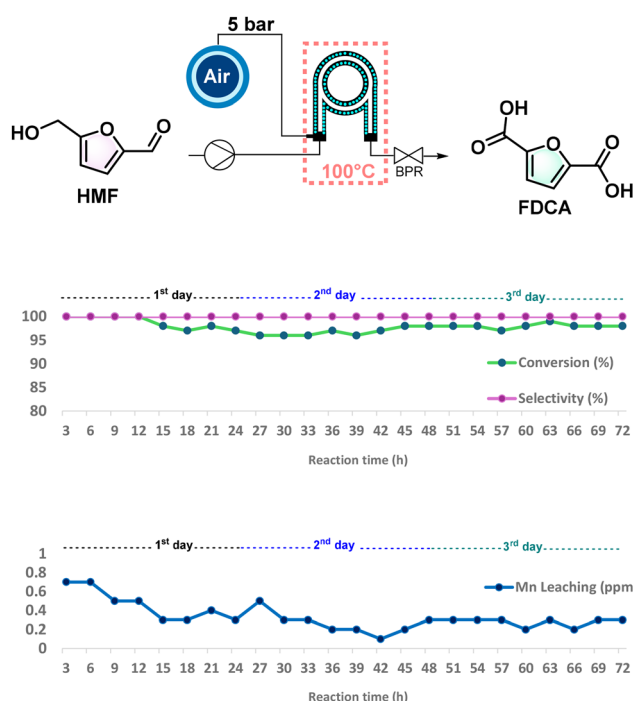 5 bar
Air
HO
O
O
HMF
100°C
BPR
OH
O
O
O
OH
FDCA
1st day 2nd day 3rd day
100
95
90
85
80
Conversion (%)
Selectivity (%)
3 6 9 12 15 18 21 24 27 30 33 36 39 42 45 48 51 54 57 60 63 66 69 72
Reaction time (h)
1st day 2nd day 3rd day
1
0.8
0.6
0.4
0.2
0
Mn Leaching (ppm
3 6 9 12 15 18 21 24 27 30 33 36 39 42 45 48 51 54 57 60 63 66 69 72
Reaction time (h)